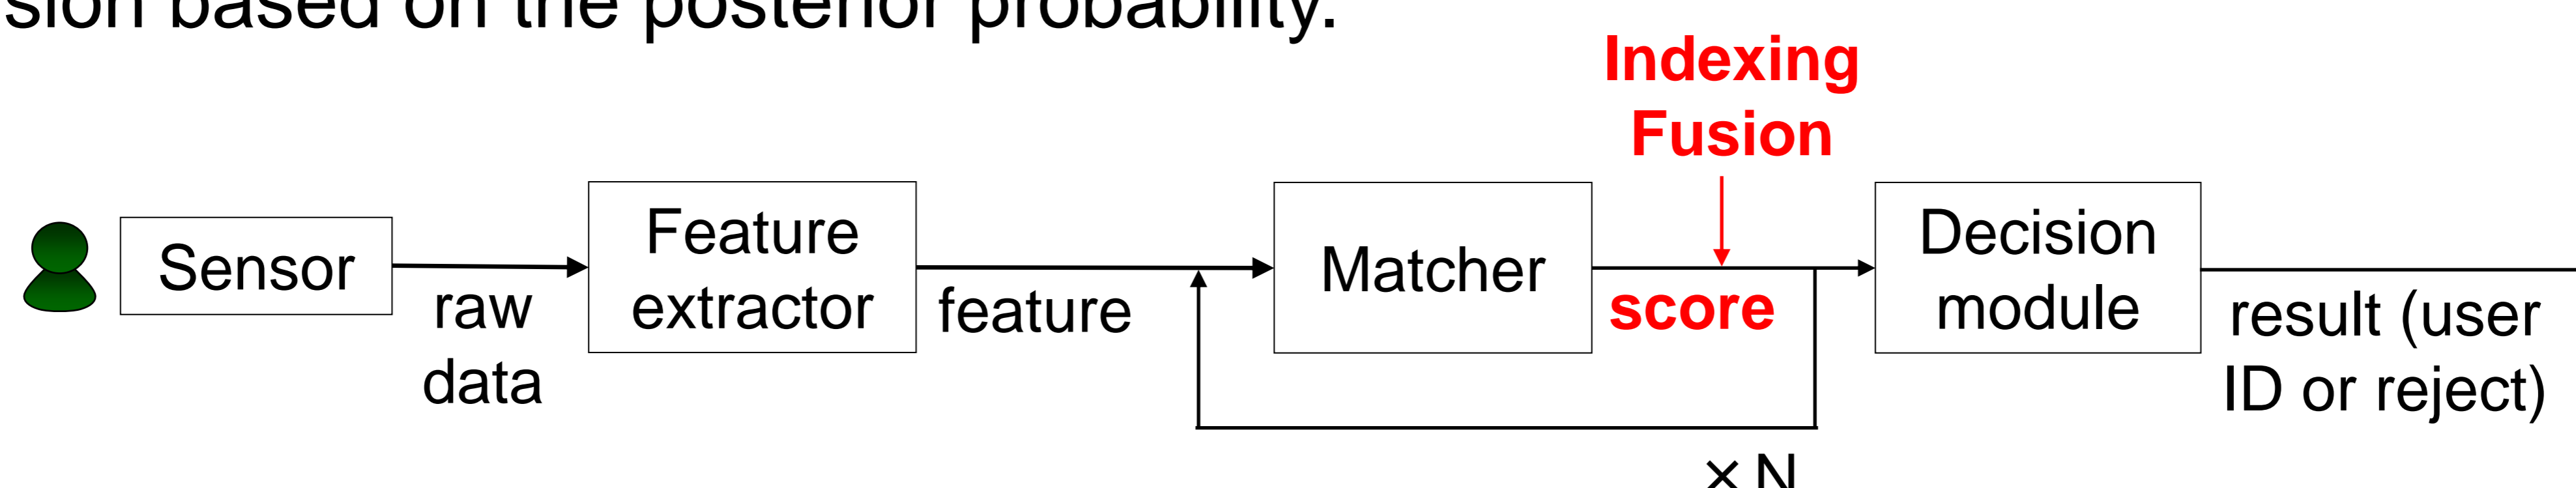 sion based on the posterior probability.
Indexing
Fusion
Sensor
raw
data
Feature
extractor
feature
Matcher
score
Decision
module
result (user
ID or reject)
× N